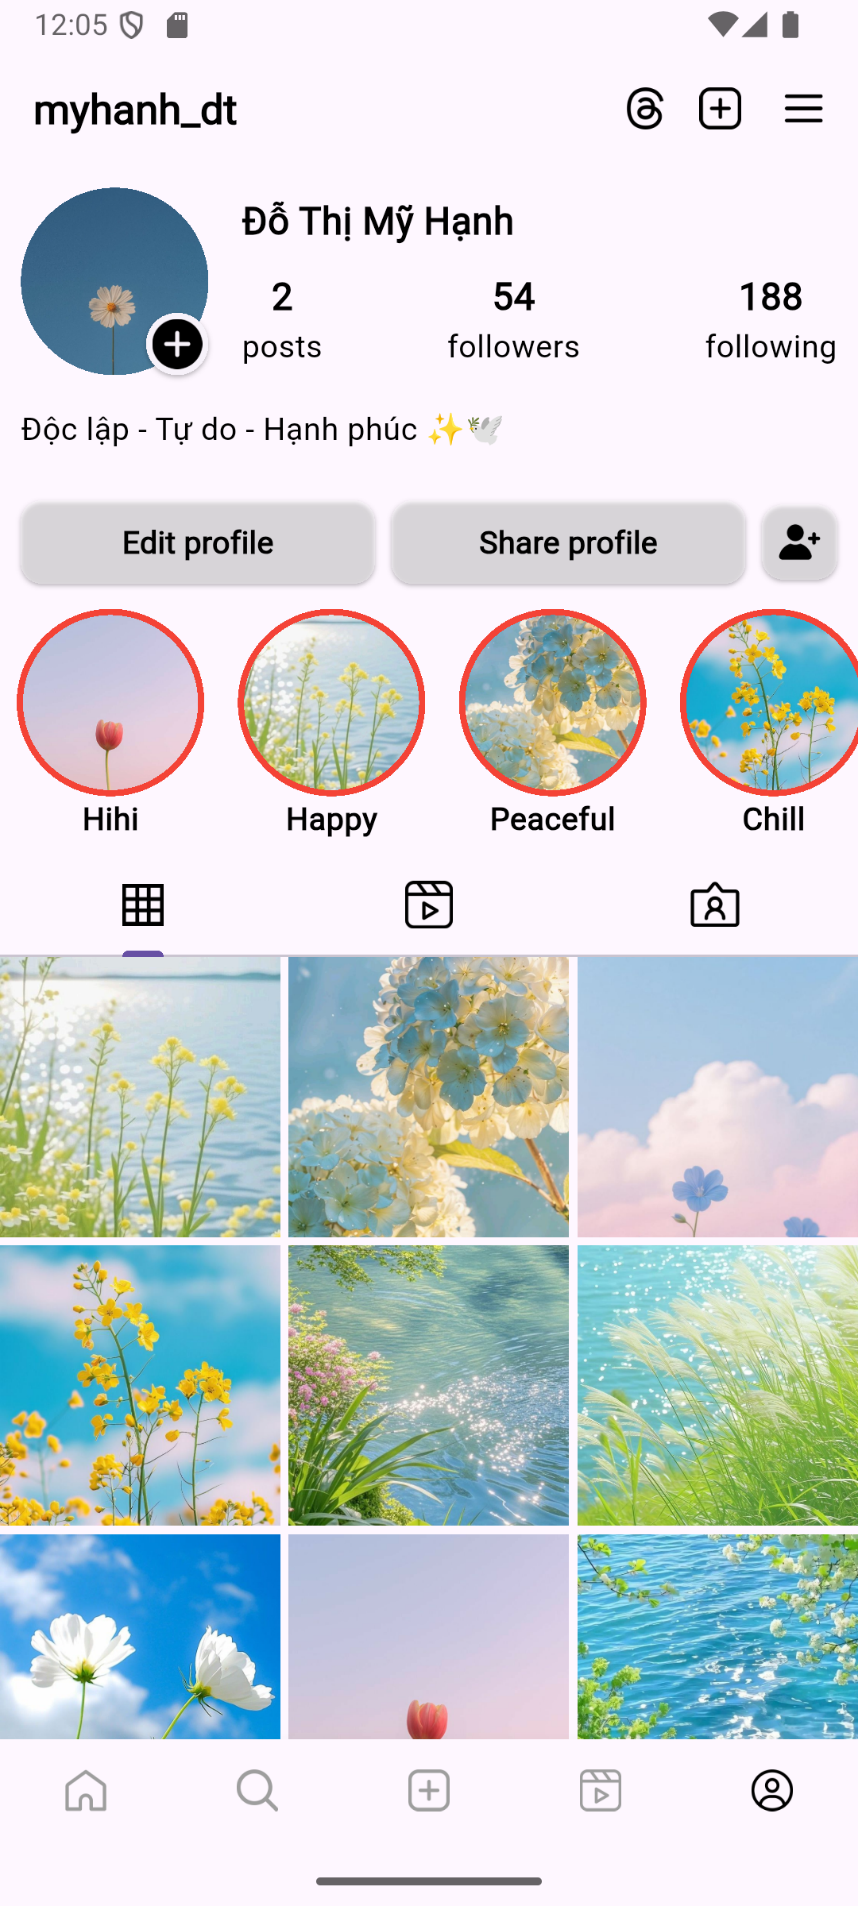 12:05
myhanh_dt
Đỗ Thị Mỹ Hạnh
2 54 188
posts followers following
Độc lập - Tự do - Hạnh phúc ✨🕊️
Edit profile Share profile
Hihi Happy Peaceful Chill